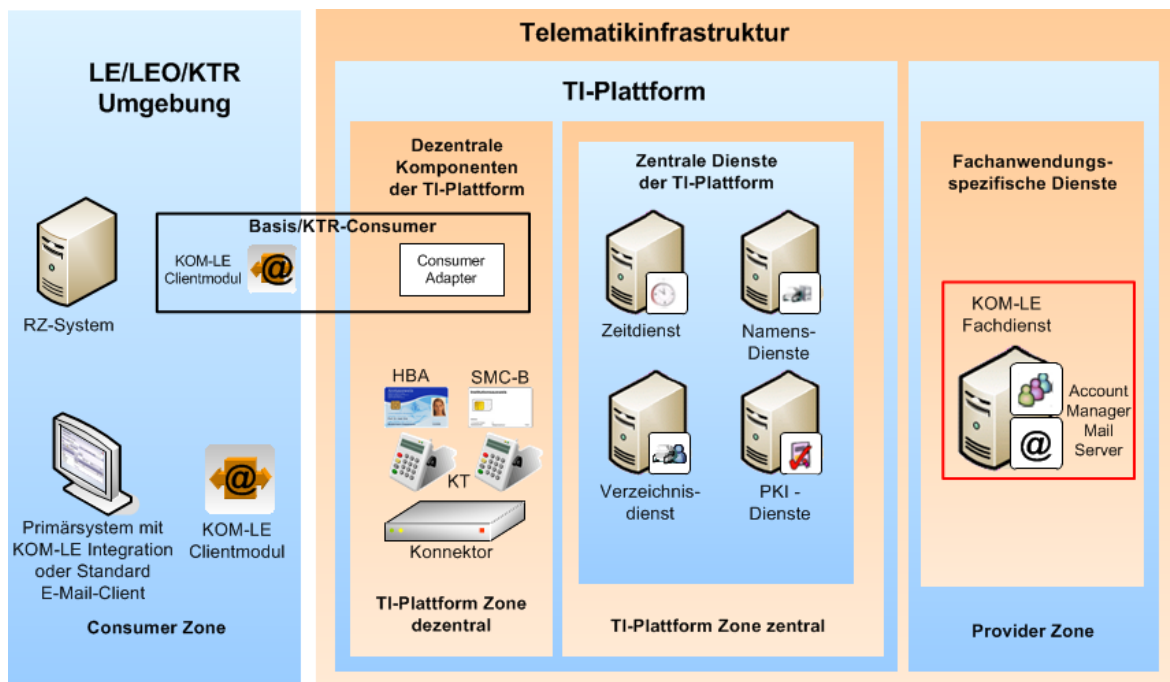 Telematikinfrastruktur
LE/LEO/KTR
Umgebung
TI-Plattform
Dezentrale
Komponenten
der TI-Plattform
Zentrale Dienste
der TI-Plattform
Fachanwendungs-
spezifische Dienste
Basis/KTR-Consumer
KOM-LE
Clientmodul
@
Consumer
Adapter
RZ-System
Zeitdienst
Namens-
Dienste
KOM-LE
Fachdienst
HBA
SMC-B
KT
Konnektor
Verzeichnis-
dienst
PKI -
Dienste
Account
Manager
Mail
Server
@
Primärsystem mit
KOM-LE Integration
oder Standard
E-Mail-Client
@
KOM-LE
Clientmodul
Consumer Zone
TI-Plattform Zone
dezentral
TI-Plattform Zone zentral
Provider Zone